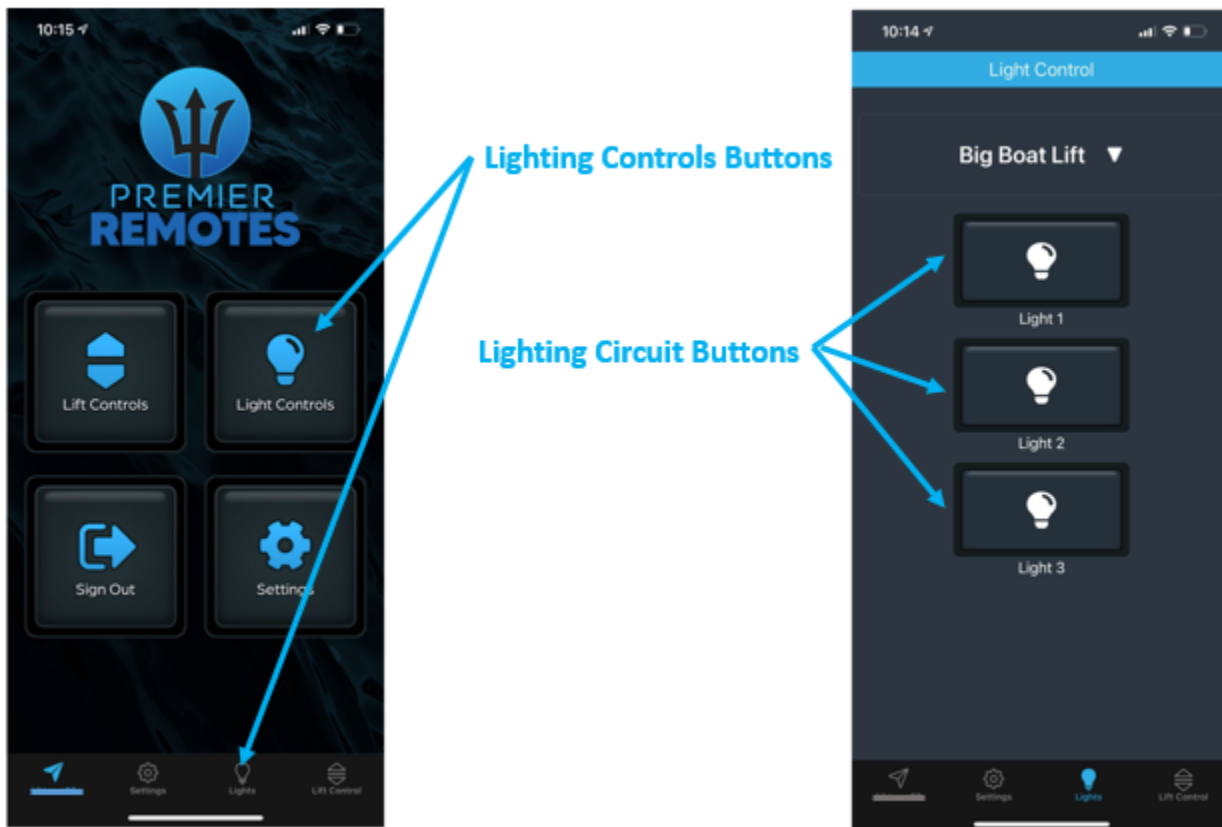 10:15
PREMIER
REMOTES
Lift Controls
Light Controls
Sign Out
Settings
Settings
Lights
Lift Control
Lighting Controls Buttons
Lighting Circuit Buttons
10:14
Light Control
Big Boat Lift
Light 1
Light 2
Light 3
Settings
Lights
Lift Control